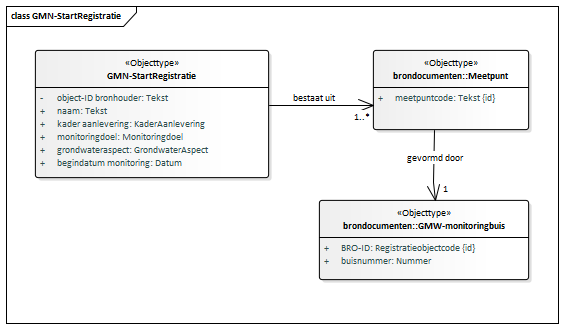 class GMN-StartRegistratie
«Objecttype»
GMN-StartRegistratie
- object-ID bronhouder: Tekst
+ naam: Tekst
+ kader aanlevering: KaderAanlevering
+ monitoringdoel: Monitoringdoel
+ grondwateraspect: GrondwaterAspect
+ begindatum monitoring: Datum
bestaat uit
1..*
«Objecttype»
brondocumenten::Meetpunt
+ meetpuntcode: Tekst {id}
gevormd door
1
«Objecttype»
brondocumenten::GMW-monitoringbuis
+ BRO-ID: Registratieobjectcode {id}
+ buisnummer: Nummer